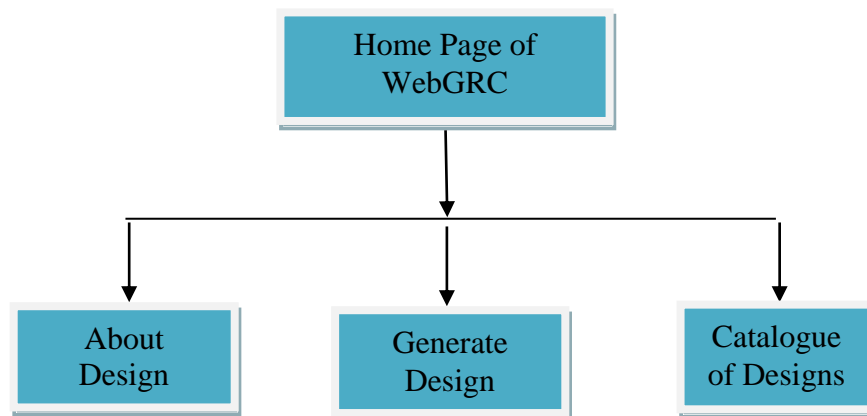 Home Page of
WebGRC
About
Design
Generate
Design
Catalogue
of Designs